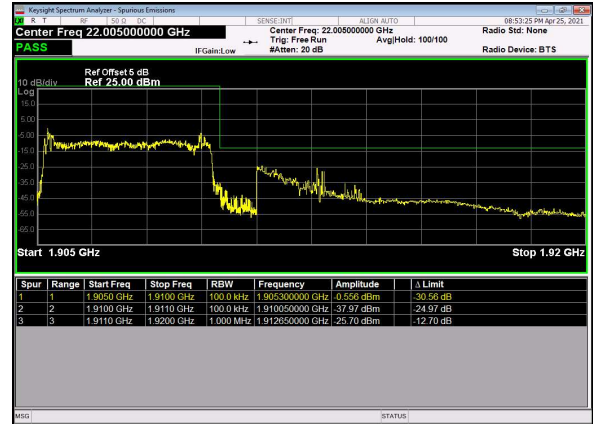 Keysight Spectrum Analyzer - Spurious Emissions
LXI R T RF 50 Ω DC SENSE:INT ALIGN AUTO 08:53:25 PM Apr 25, 2021
Center Freq 22.005000000 GHz Center Freq: 22.005000000 GHz Radio Std: None
Trig: Free Run Avg|Hold: 100/100
PASS IFGain:Low #Atten: 20 dB Radio Device: BTS
Ref Offset 5 dB
10 dB/div Ref 25.00 dBm
Log
15.0
5.00
-5.00
-15.0
-25.0
-35.0
-45.0
-55.0
-65.0
Start 1.905 GHz Stop 1.92 GHz
Spur Range Start Freq Stop Freq RBW Frequency Amplitude Δ Limit
1 1 1.9050 GHz 1.9100 GHz 100.0 kHz 1.905300000 GHz -0.556 dBm -30.56 dB
2 2 1.9100 GHz 1.9110 GHz 100.0 kHz 1.910050000 GHz -37.97 dBm -24.97 dB
3 3 1.9110 GHz 1.9200 GHz 1.000 MHz 1.912650000 GHz -25.70 dBm -12.70 dB
MSG STATUS